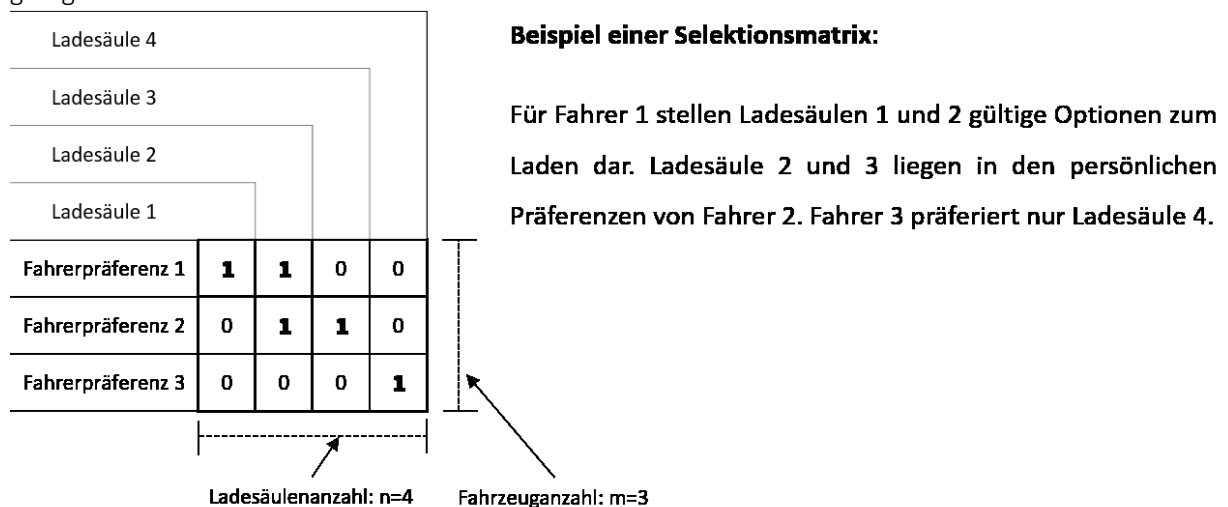 Ladesäule 4
Ladesäule 3
Ladesäule 2
Ladesäule 1
Fahrerpräferenz 1 1 1 0 0
Fahrerpräferenz 2 0 1 1 0
Fahrerpräferenz 3 0 0 0 1
Ladesäulenanzahl: n=4
Fahrzeuganzahl: m=3
Beispiel einer Selektionsmatrix:
Für Fahrer 1 stellen Ladesäulen 1 und 2 gültige Optionen zum
Laden dar. Ladesäule 2 und 3 liegen in den persönlichen
Präferenzen von Fahrer 2. Fahrer 3 präferiert nur Ladesäule 4.